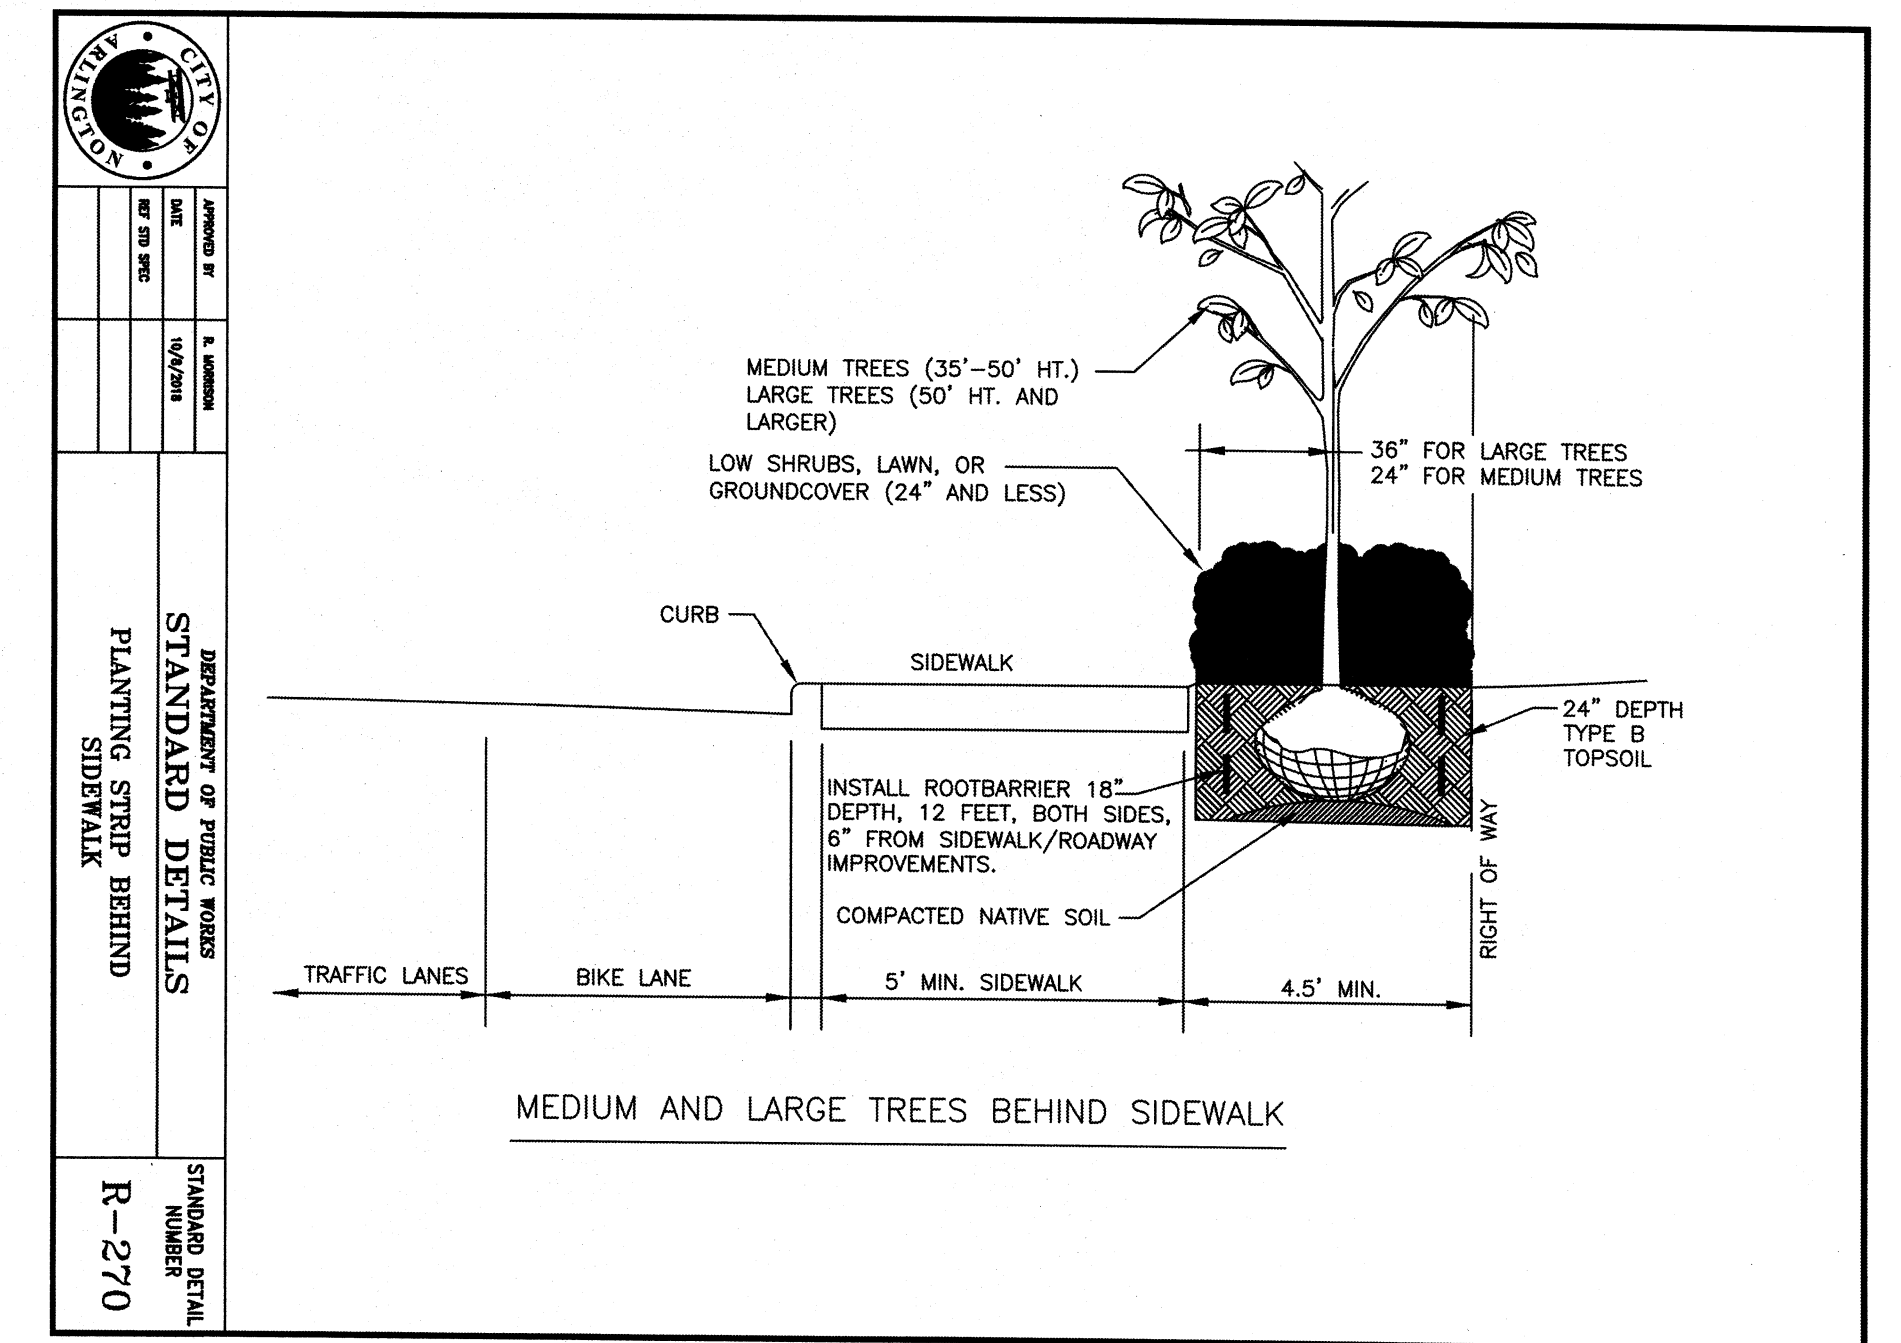 CITY OF
ARLINGTON
APPROVED BY
R. MORRISON
DATE
10/8/2018
REF STD SPEC
DEPARTMENT OF PUBLIC WORKS
STANDARD DETAILS
PLANTING STRIP BEHIND
SIDEWALK
STANDARD DETAIL
NUMBER
R-270
MEDIUM TREES (35'-50' HT.)
LARGE TREES (50' HT. AND
LARGER)
LOW SHRUBS, LAWN, OR
GROUNDCOVER (24" AND LESS)
36" FOR LARGE TREES
24" FOR MEDIUM TREES
CURB
SIDEWALK
24" DEPTH
TYPE B
TOPSOIL
INSTALL ROOTBARRIER 18"
DEPTH, 12 FEET, BOTH SIDES,
6" FROM SIDEWALK/ROADWAY
IMPROVEMENTS.
COMPACTED NATIVE SOIL
RIGHT OF WAY
TRAFFIC LANES
BIKE LANE
5' MIN. SIDEWALK
4.5' MIN.
MEDIUM AND LARGE TREES BEHIND SIDEWALK